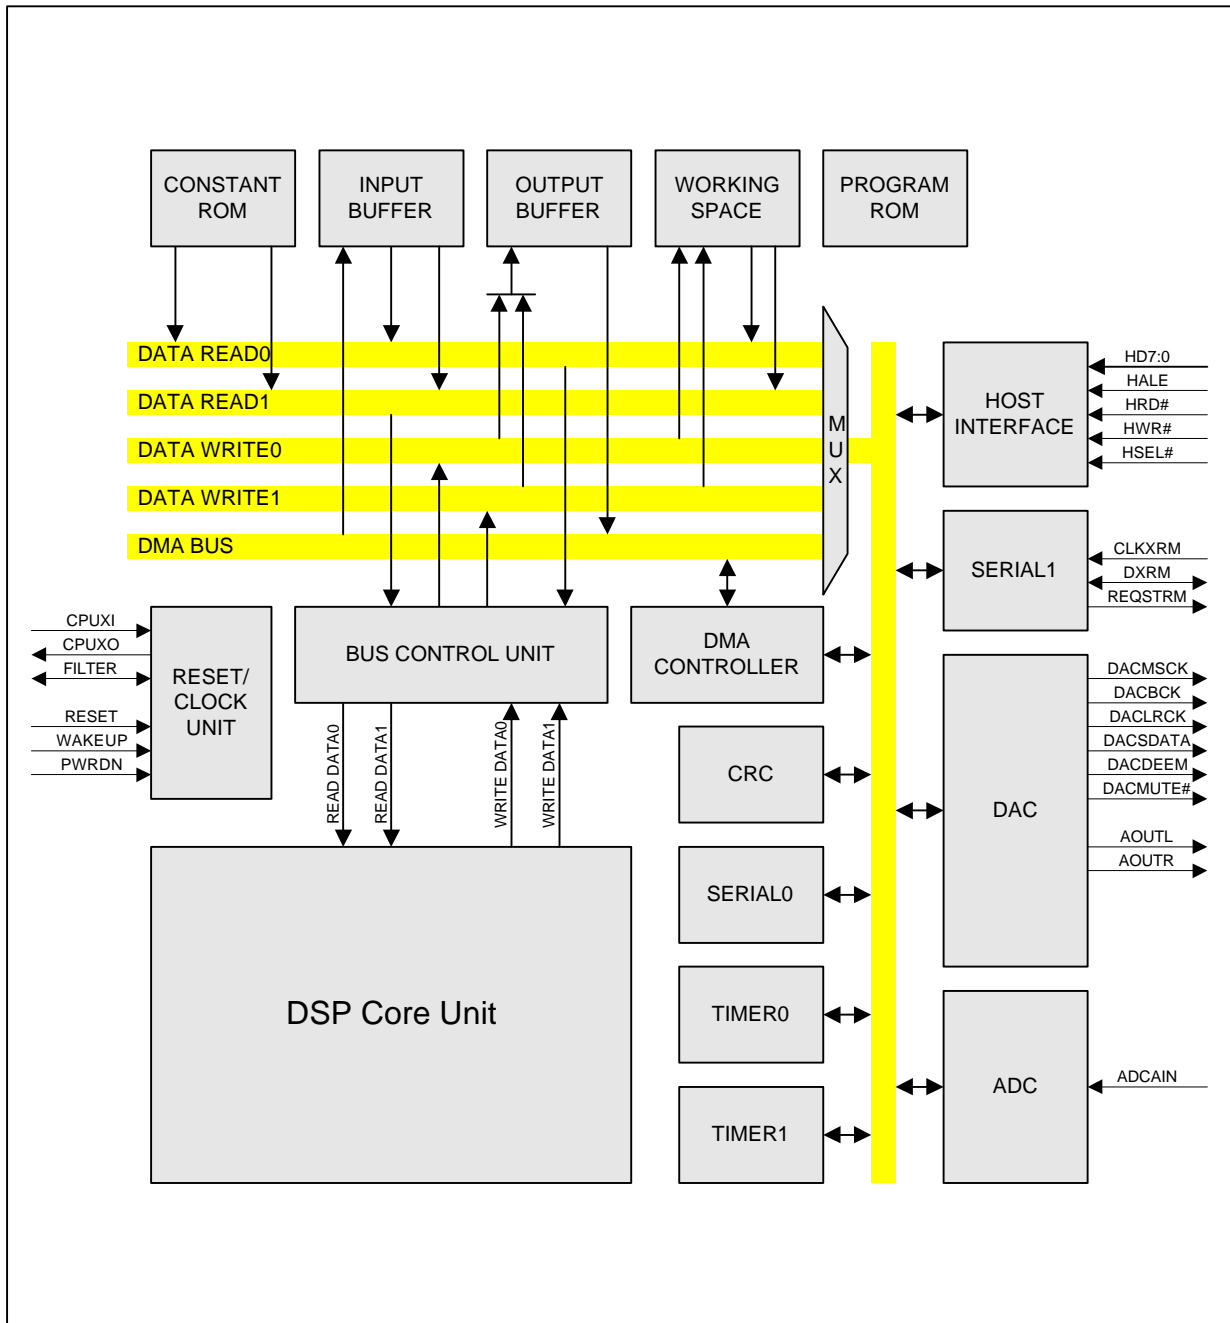 CONSTANT
ROM
INPUT
BUFFER
OUTPUT
BUFFER
WORKING
SPACE
PROGRAM
ROM
DATA READ0
DATA READ1
DATA WRITE0
DATA WRITE1
DMA BUS
MUX
HOST
INTERFACE
HD7:0
HALE
HRD#
HWR#
HSEL#
SERIAL1
CLKXRM
DXRM
REQSTRM
CPUXI
CPUXO
FILTER
RESET
WAKEUP
PWRDN
RESET/
CLOCK
UNIT
BUS CONTROL UNIT
DMA
CONTROLLER
READ DATA0
READ DATA1
WRITE DATA0
WRITE DATA1
CRC
DAC
DACMSCK
DACBCK
DACLRCK
DACSDATA
DACDEEM
DACMUTE#
AOUTL
AOUTR
SERIAL0
DSP Core Unit
TIMER0
TIMER1
ADC
ADCAIN